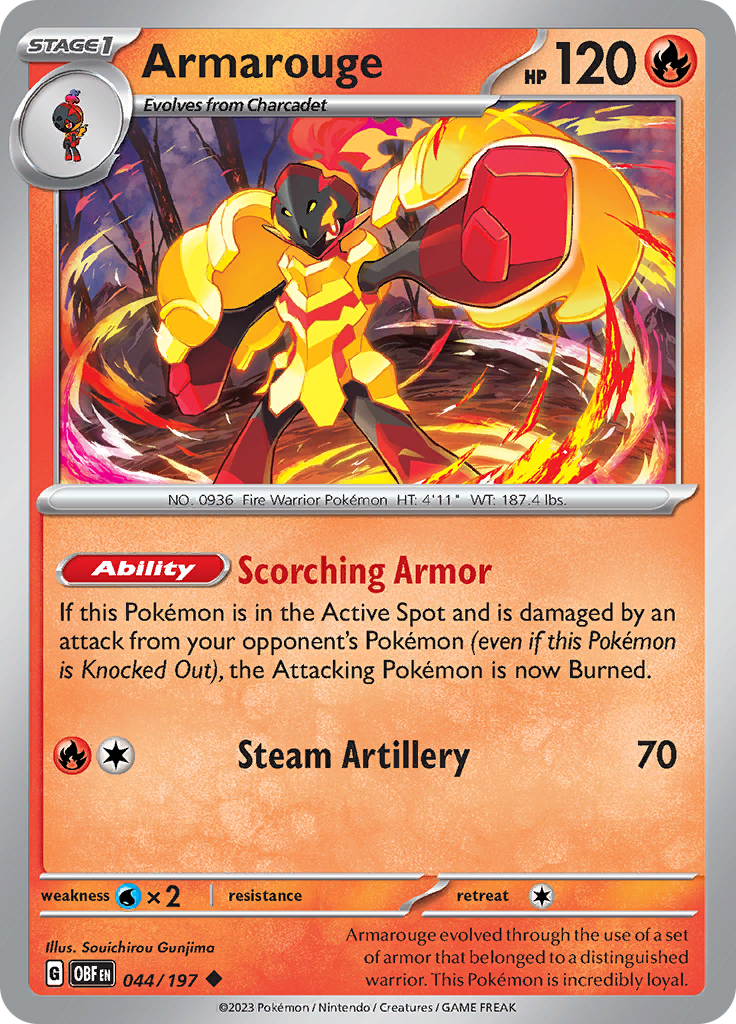 STAGE1
Armarouge
HP 120
Evolves from Charcadet
NO. 0936 Fire Warrior Pokémon HT: 4'11" WT: 187.4 lbs.
Ability Scorching Armor
If this Pokémon is in the Active Spot and is damaged by an
attack from your opponent's Pokémon (even if this Pokémon
is Knocked Out), the Attacking Pokémon is now Burned.
Steam Artillery 70
weakness ×2 resistance retreat
Illus. Souichirou Gunjima
Armarouge evolved through the use of a set
of armor that belonged to a distinguished
warrior. This Pokémon is incredibly loyal.
G OBF EN 044/197
©2023 Pokémon / Nintendo / Creatures / GAME FREAK